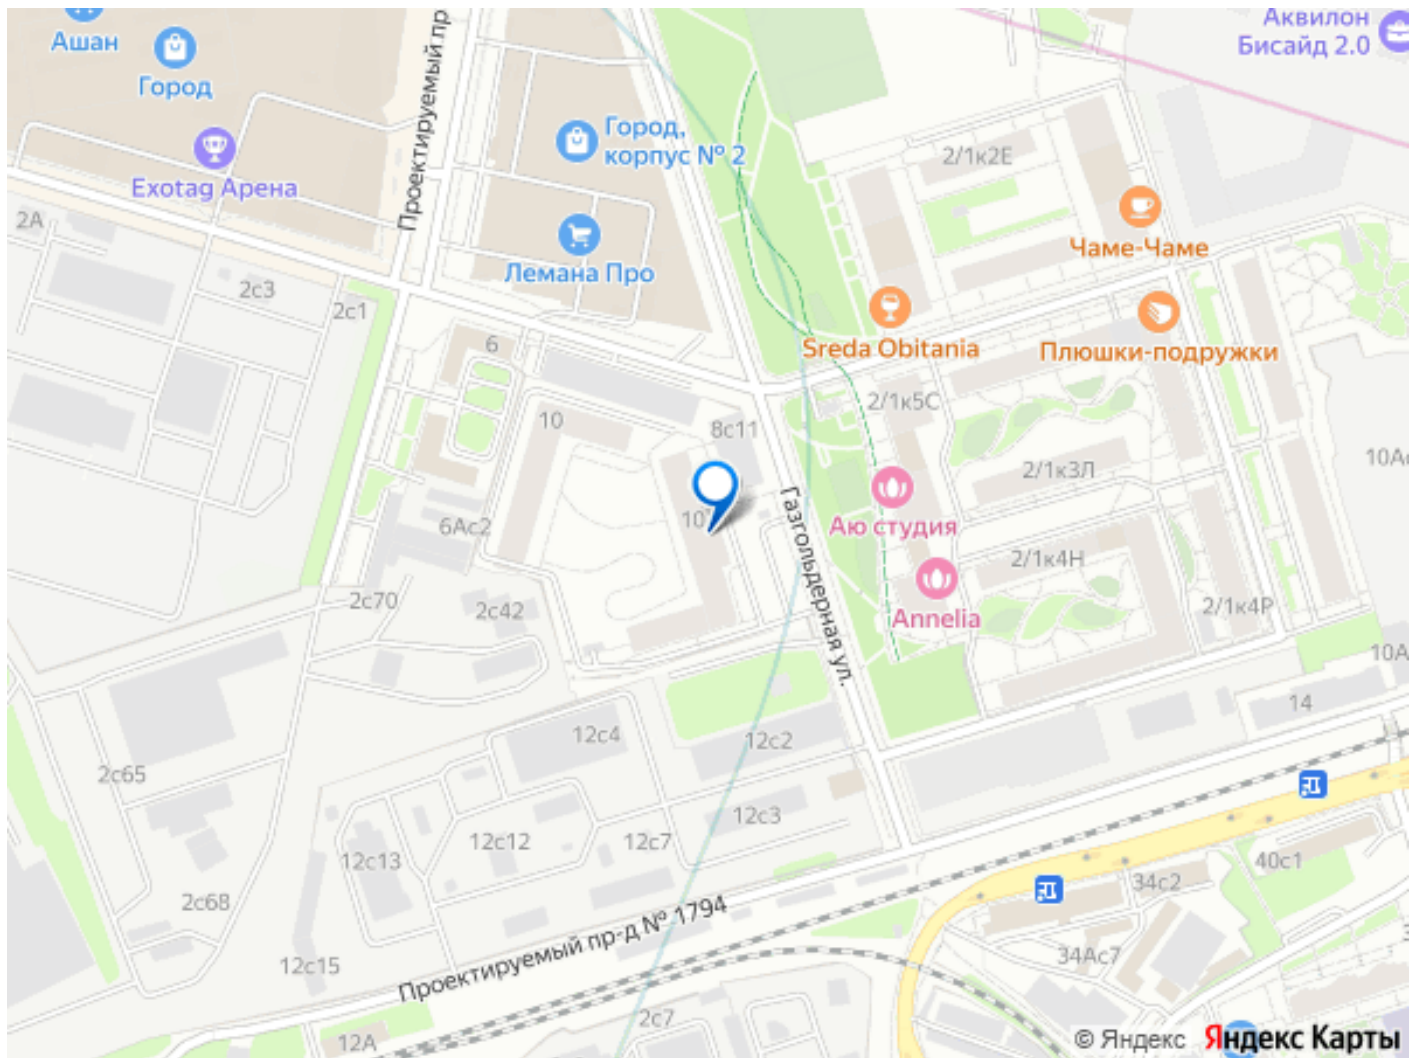 Ашан
Город
Exotag Арена
Проектируемый пр
Город,
корпус № 2
Лемана Про
Аквилон
Бисайд 2.0
2/1к2Е
Чаме-Чаме
Sreda Obitania
Плюшки-подружки
2А
2с3
2с1
6
10
8с11
2/1к5С
2/1к3Л
10Ас
10
6Ас2
Газгольдерная ул.
Аю студия
2/1к4Н
Annelia
2/1к4Р
2с70
2с42
10А
14
12с4
12с2
2с65
12с3
12с13
12с12
12с7
40с1
34с2
2с68
Проектируемый пр-д № 1794
34Ас7
12с15
2с7
12А
© Яндекс Яндекс Карты